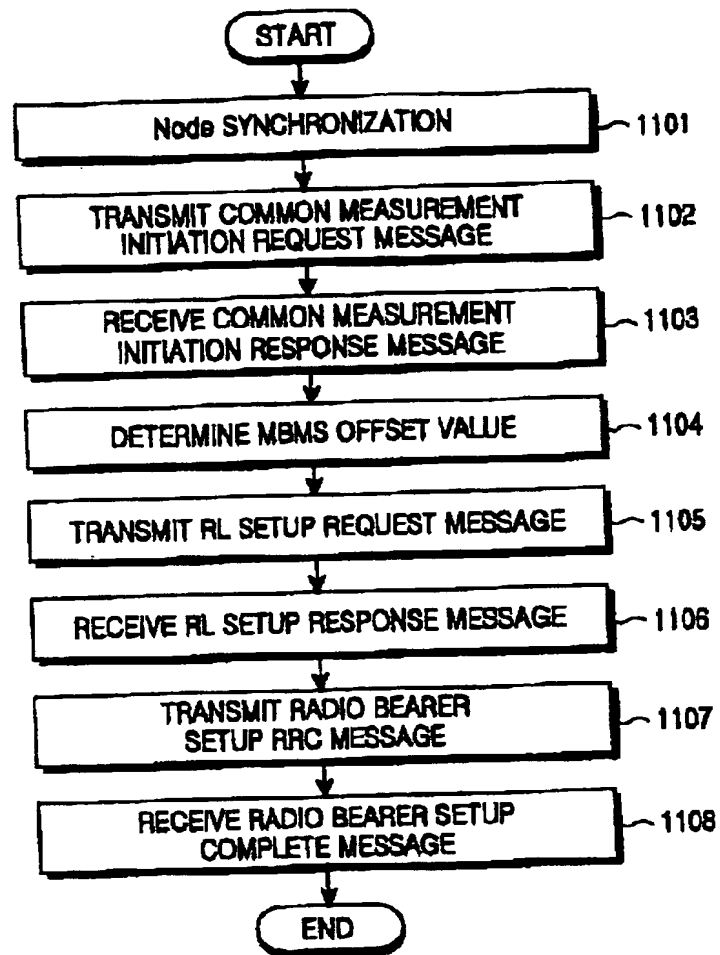 START
Node SYNCHRONIZATION
1101
TRANSMIT COMMON MEASUREMENT
INITIATION REQUEST MESSAGE
1102
RECEIVE COMMON MEASUREMENT
INITIATION RESPONSE MESSAGE
1103
DETERMINE MBMS OFFSET VALUE
1104
TRANSMIT RL SETUP REQUEST MESSAGE
1105
RECEIVE RL SETUP RESPONSE MESSAGE
1106
TRANSMIT RADIO BEARER
SETUP RRC MESSAGE
1107
RECEIVE RADIO BEARER SETUP
COMPLETE MESSAGE
1108
END